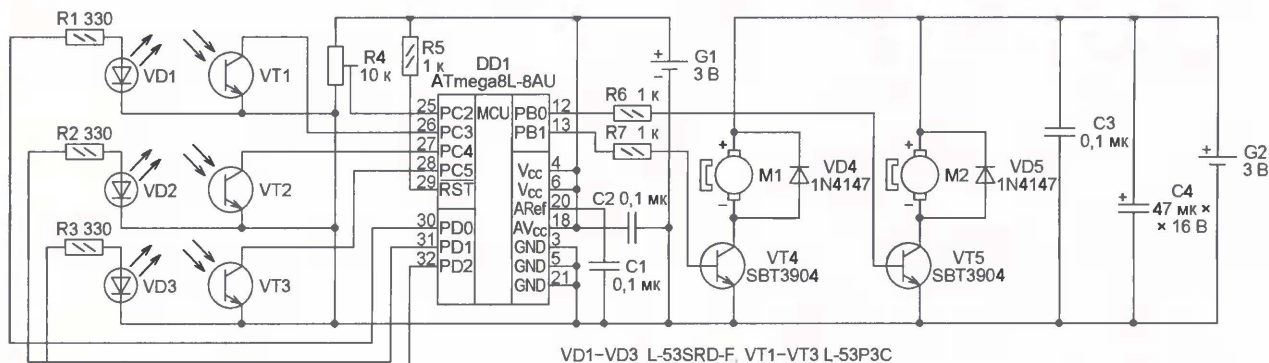 R1 330
VD1
VT1
R4
10 к
R5
1 к
DD1
ATmega8L-8AU
MCU
25 PC2
26 PC3
27 PC4
28 PC5
29 RST
30 PD0
31 PD1
32 PD2
PB0 12
PB1 13
Vcc 4
Vcc 6
ARef 20
AVcc 18
GND 3
GND 5
GND 21
R2 330
VD2
VT2
R3 330
VD3
VT3
R6 1 к
R7 1 к
C2 0,1 мк
C1
0,1 мк
+
−
G1
3 В
+
M1
−
VD4
1N4147
VT4
SBT3904
+
M2
−
VD5
1N4147
VT5
SBT3904
C3
0,1 мк
+
C4
47 мк ×
× 16 В
+
G2
3 В
VD1–VD3 L-53SRD-F, VT1–VT3 L-53P3C